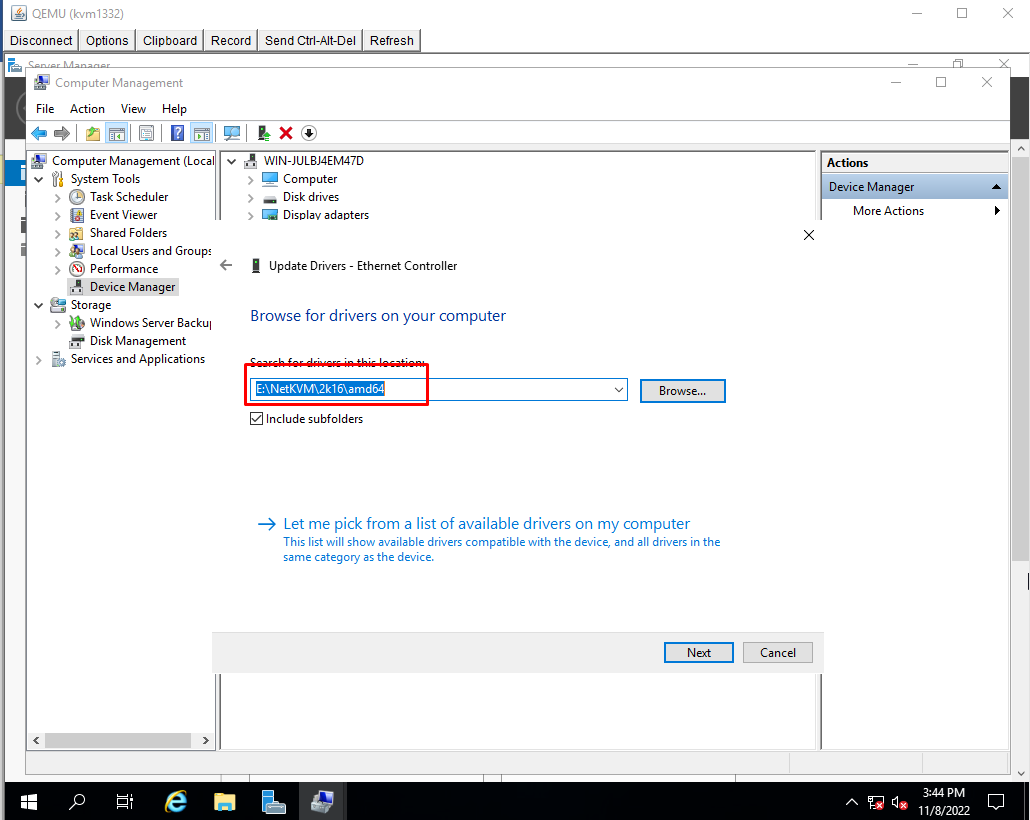 QEMU (kvm1332)
Disconnect Options Clipboard Record Send Ctrl-Alt-Del Refresh
Server Manager
Computer Management
File Action View Help
Computer Management (Local
System Tools
Task Scheduler
Event Viewer
Shared Folders
Local Users and Groups
Performance
Device Manager
Storage
Windows Server Backup
Disk Management
Services and Applications
WIN-JULBJ4EM47D
Computer
Disk drives
Display adapters
Actions
Device Manager
More Actions
Update Drivers - Ethernet Controller
Browse for drivers on your computer
Search for drivers in this location:
E:\NetKVM\2k16\amd64
Browse...
Include subfolders
Let me pick from a list of available drivers on my computer
This list will show available drivers compatible with the device, and all drivers in the
same category as the device.
Next Cancel
3:44 PM
11/8/2022